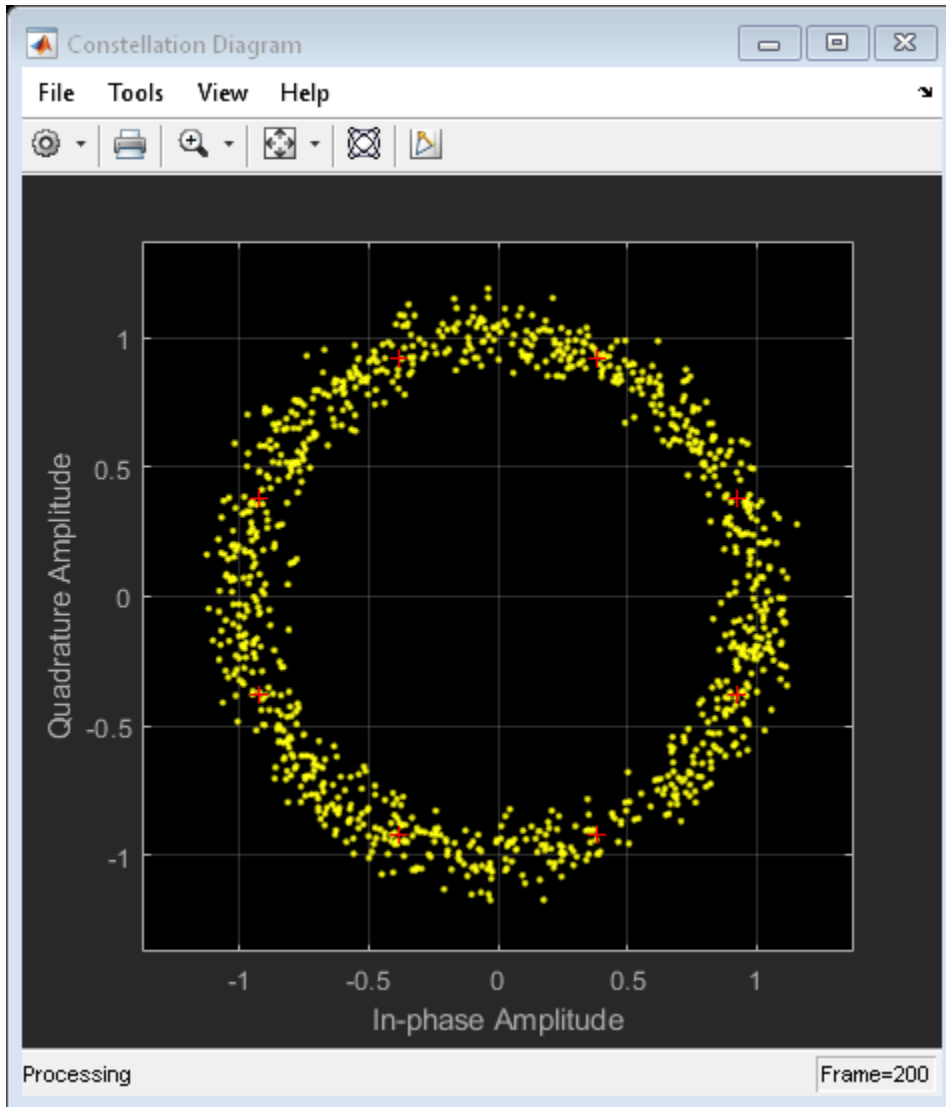 Constellation Diagram
File Tools View Help
1
0.5
0
-0.5
-1
Quadrature Amplitude
-1 -0.5 0 0.5 1
In-phase Amplitude
Processing Frame=200